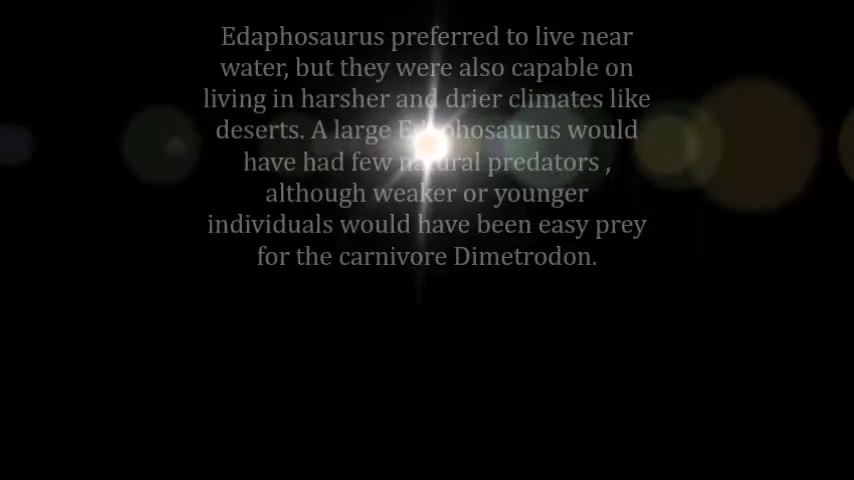 Edaphosaurus preferred to live near
water, but they were also capable on
living in harsher and drier climates like
deserts. A large Edaphosaurus would
have had few natural predators ,
although weaker or younger
individuals would have been easy prey
for the carnivore Dimetrodon.